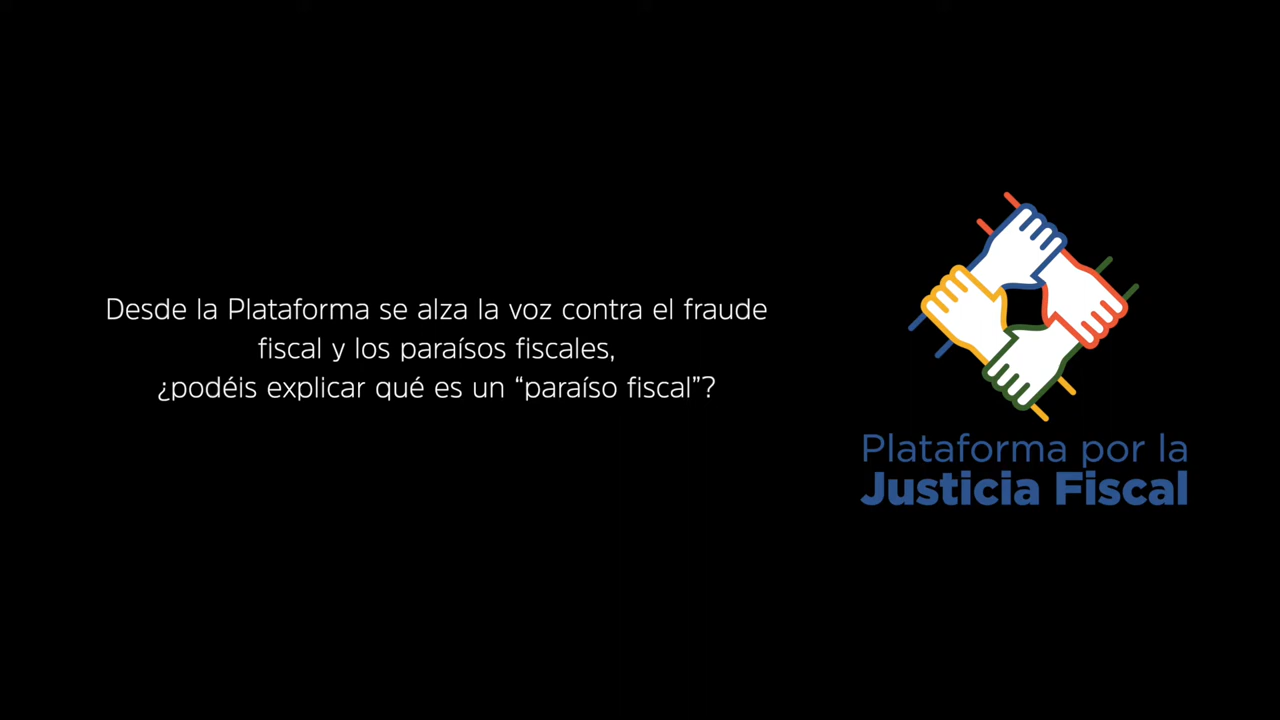 Desde la Plataforma se alza la voz contra el fraude
fiscal y los paraísos fiscales,
¿podéis explicar qué es un “paraíso fiscal”?
Plataforma por la
Justicia Fiscal